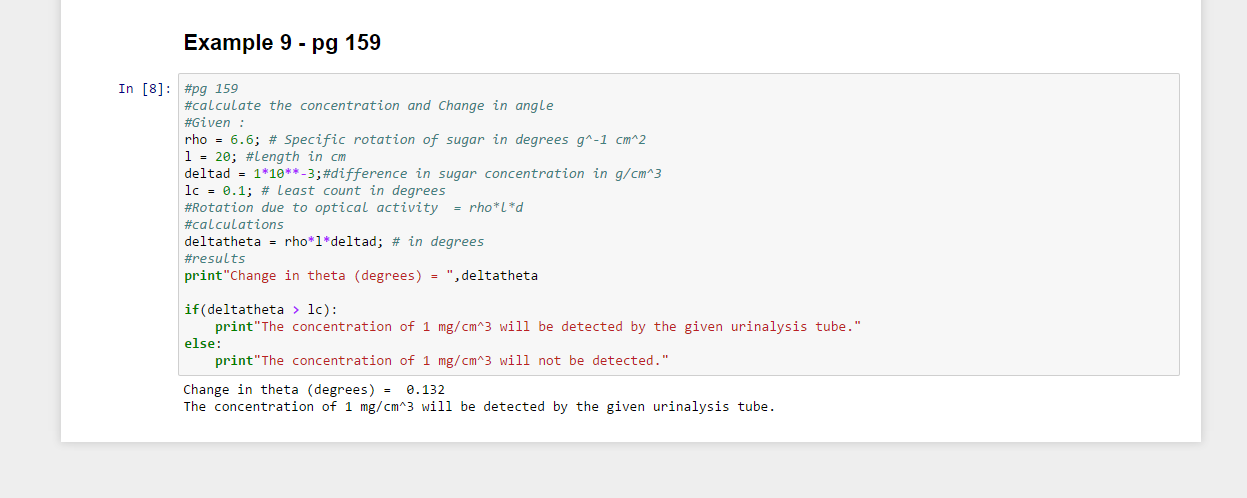 Example 9 - pg 159
In [8]: #pg 159
#calculate the concentration and Change in angle
#Given :
rho = 6.6; # Specific rotation of sugar in degrees g^-1 cm^2
l = 20; #length in cm
deltad = 1*10**-3;#difference in sugar concentration in g/cm^3
lc = 0.1; # least count in degrees
#Rotation due to optical activity  = rho*l*d
#calculations
deltatheta = rho*l*deltad; # in degrees
#results
print"Change in theta (degrees) = ",deltatheta
if(deltatheta > lc):
    print"The concentration of 1 mg/cm^3 will be detected by the given urinalysis tube."
else:
    print"The concentration of 1 mg/cm^3 will not be detected."
Change in theta (degrees) =  0.132
The concentration of 1 mg/cm^3 will be detected by the given urinalysis tube.